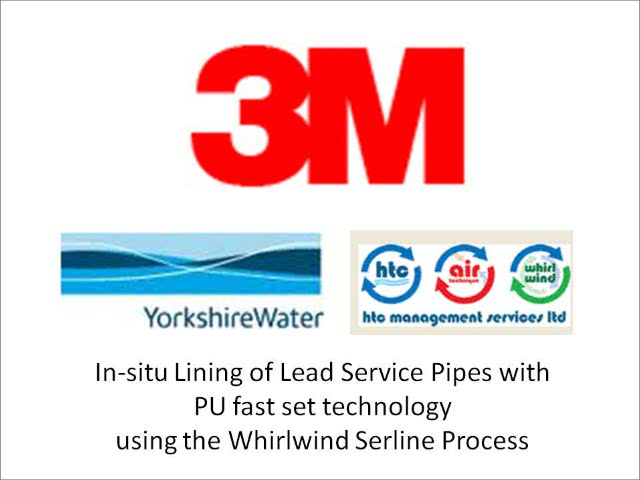 3M
YorkshireWater
htc
air
technique
whirl
wind
htc management services ltd
In-situ Lining of Lead Service Pipes with
PU fast set technology
using the Whirlwind Serline Process